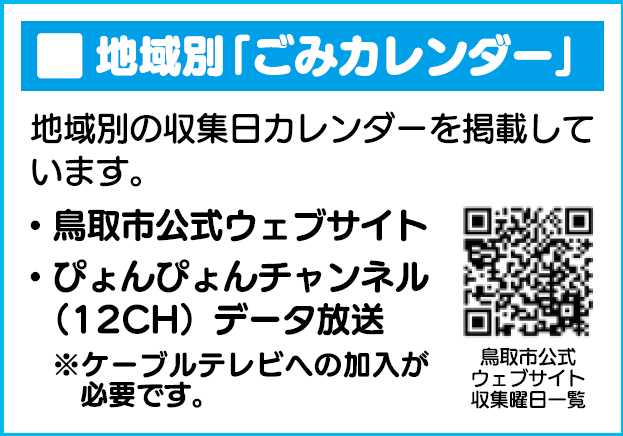 ■ 地域別「ごみカレンダー」
地域別の収集日カレンダーを掲載して
います。
・鳥取市公式ウェブサイト
・ぴょんぴょんチャンネル
（12CH）データ放送
※ケーブルテレビへの加入が
必要です。
鳥取市公式
ウェブサイト
収集曜日一覧